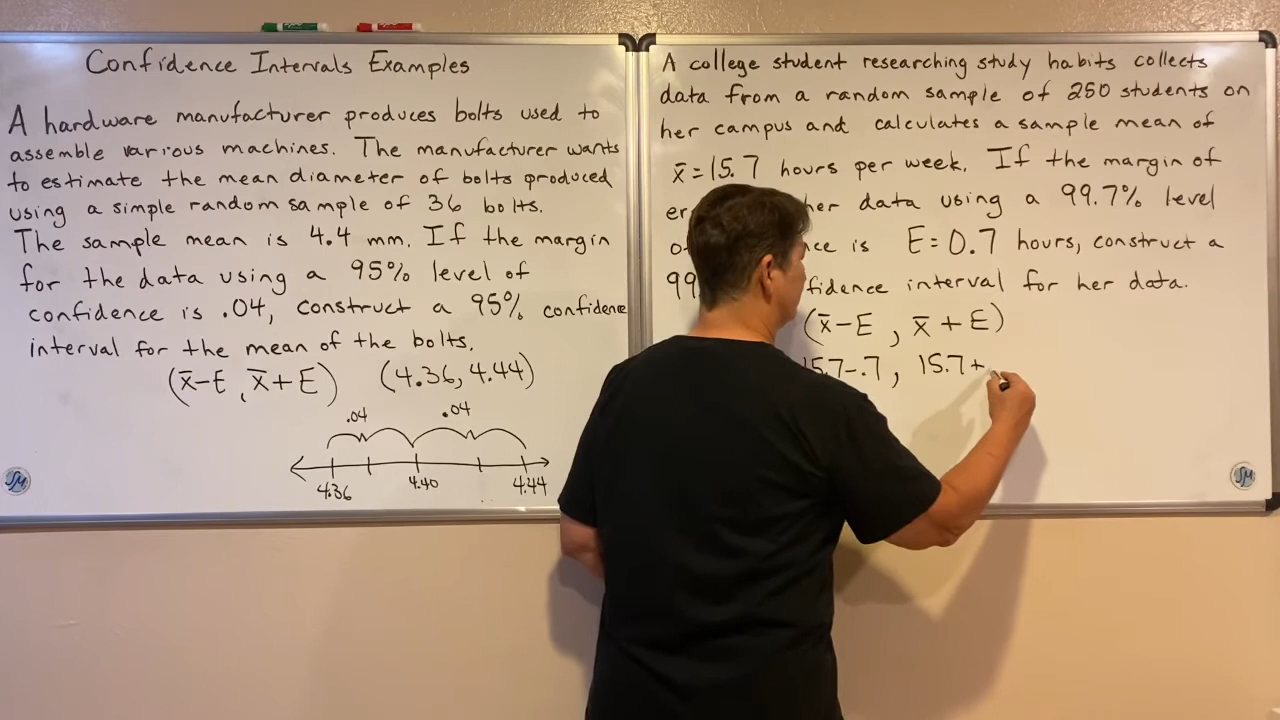 Confidence Intervals Examples
A hardware manufacturer produces bolts used to
assemble various machines. The manufacturer wants
to estimate the mean diameter of bolts produced
using a simple random sample of 36 bolts.
The sample mean is 4.4 mm. If the margin
for the data using a 95% level of
confidence is .04, construct a 95% confidence
interval for the mean of the bolts.
(x̄-E, x̄+E) (4.36, 4.44)
.04 .04
4.36 4.40 4.44
SM
A college student researching study habits collects
data from a random sample of 250 students on
her campus and calculates a sample mean of
x̄=15.7 hours per week. If the margin of
her data using a 99.7% level
is E=0.7 hours, construct a
interval for her data.
(x̄-E, x̄+E)
15.7-.7, 15.7+
SM